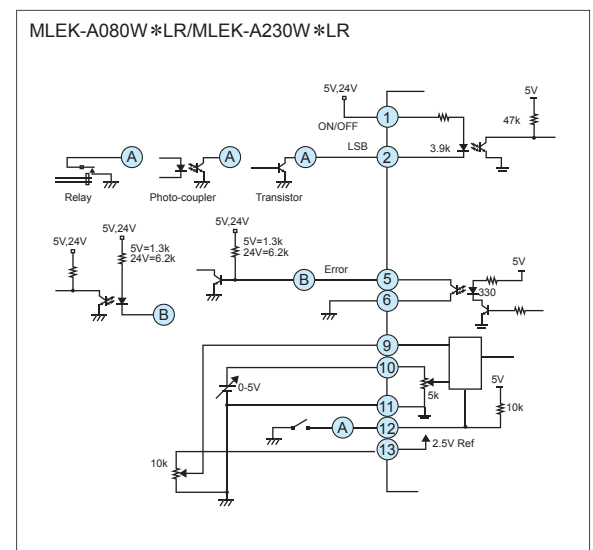 MLEK-A080W＊LR/MLEK-A230W＊LR
5V,24V
5V
1
47k
ON/OFF
LSB
3.9k
A
A
A
2
Relay
Photo-coupler
Transistor
5V,24V
5V,24V
5V,24V
5V=1.3k
24V=6.2k
5V=1.3k
24V=6.2k
Error
B
5
5V
B
6
330
9
10
0-5V
5k
5V
11
10k
A
12
13
2.5V Ref
10k